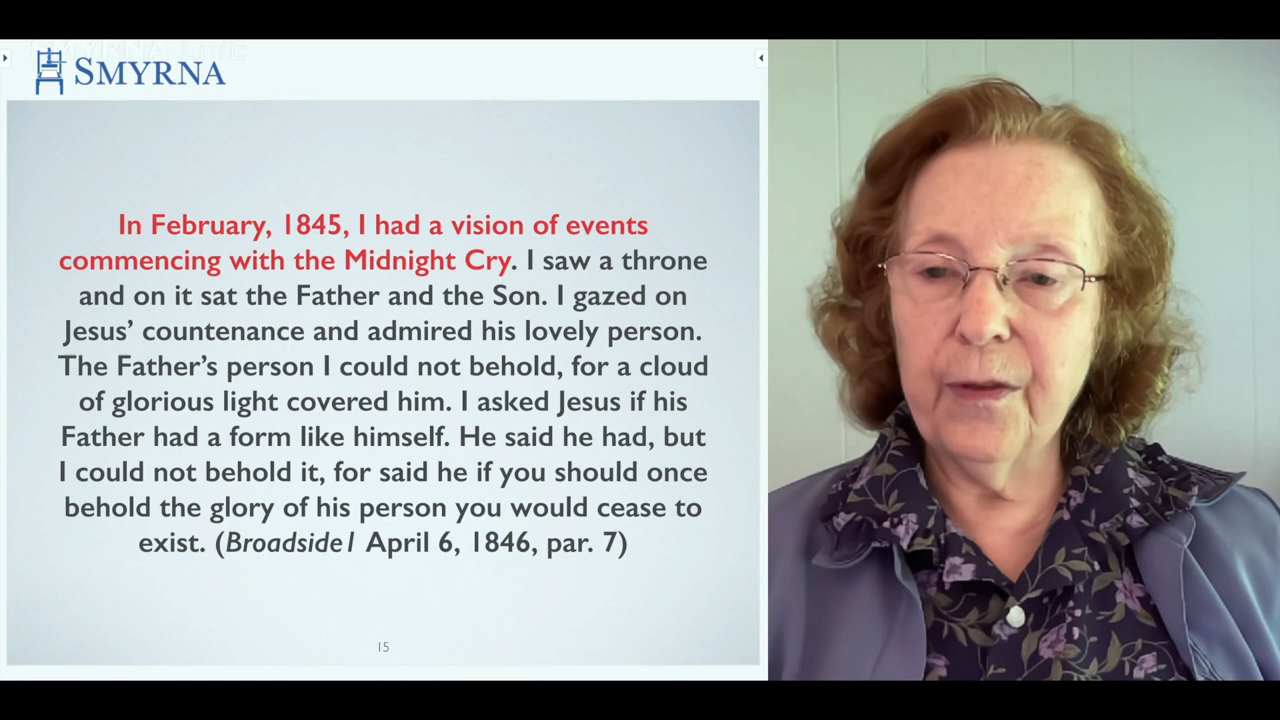 SMYRNA LIVE
SMYRNA
In February, 1845, I had a vision of events
commencing with the Midnight Cry. I saw a throne
and on it sat the Father and the Son. I gazed on
Jesus’ countenance and admired his lovely person.
The Father’s person I could not behold, for a cloud
of glorious light covered him. I asked Jesus if his
Father had a form like himself. He said he had, but
I could not behold it, for said he if you should once
behold the glory of his person you would cease to
exist. (Broadside1 April 6, 1846, par. 7)
15